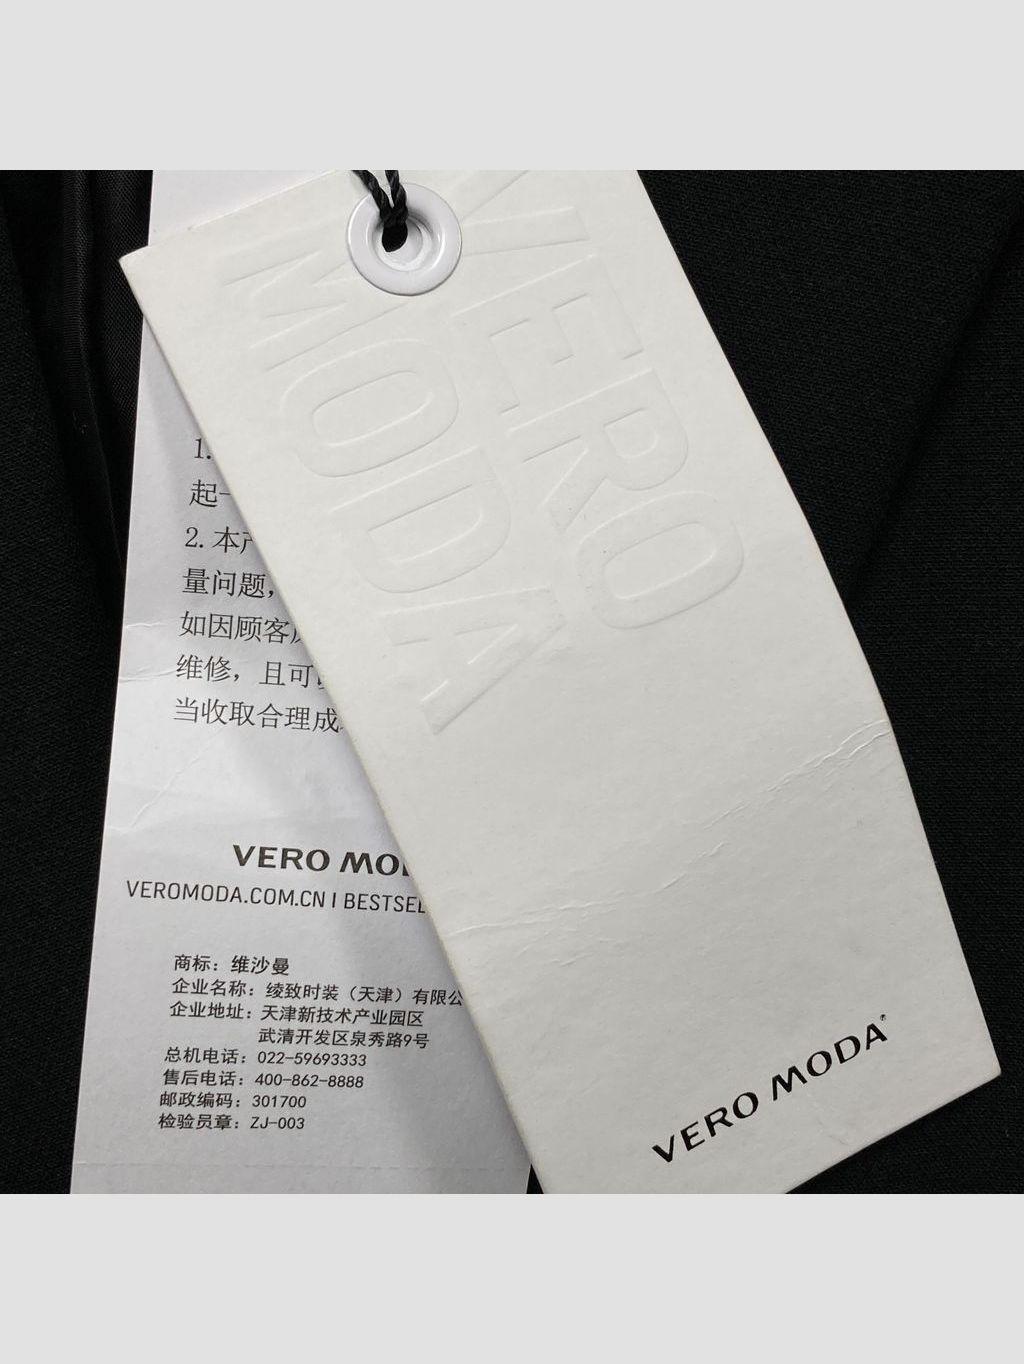 VERO
MODA
1.
起一
2.本产
量问题，
如因顾客
维修，且可
当收取合理成
VERO MO
VEROMODA.COM.CN I BESTSEL
商标：维沙曼
企业名称：绫致时装（天津）有限公
企业地址：天津新技术产业园区
武清开发区泉秀路9号
总机电话：022-59693333
售后电话：400-862-8888
邮政编码：301700
检验员章：ZJ-003
VERO MODA